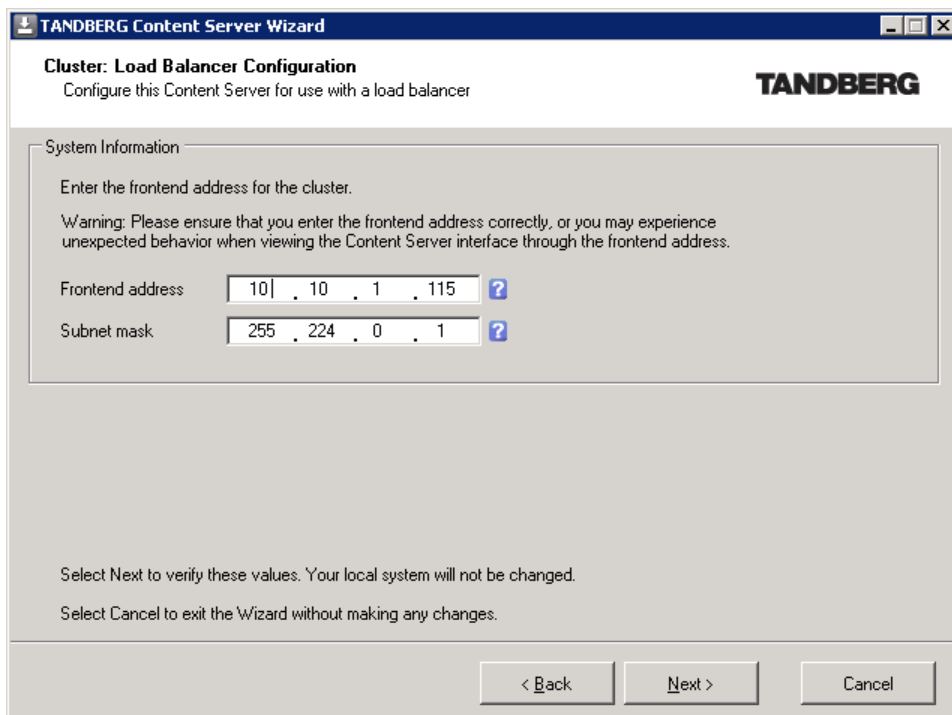 TANDBERG Content Server Wizard
Cluster: Load Balancer Configuration
Configure this Content Server for use with a load balancer
TANDBERG
System Information
Enter the frontend address for the cluster.
Warning: Please ensure that you enter the frontend address correctly, or you may experience
unexpected behavior when viewing the Content Server interface through the frontend address.
Frontend address 10 . 10 . 1 . 115 ?
Subnet mask 255 . 224 . 0 . 1 ?
Select Next to verify these values. Your local system will not be changed.
Select Cancel to exit the Wizard without making any changes.
< Back Next > Cancel